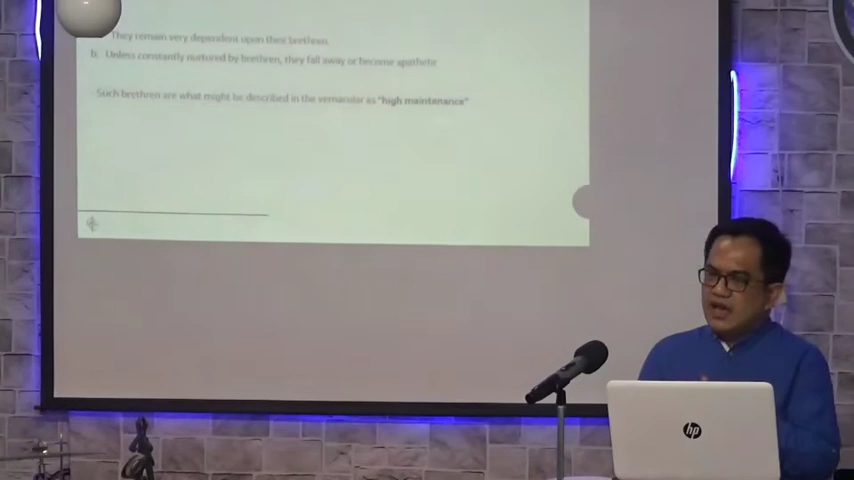 They remain very dependent upon their brethren.
b. Unless constantly nurtured by brethren, they fall away or become apathetic
- Such brethren are what might be described in the vernacular as "high maintenance"
hp